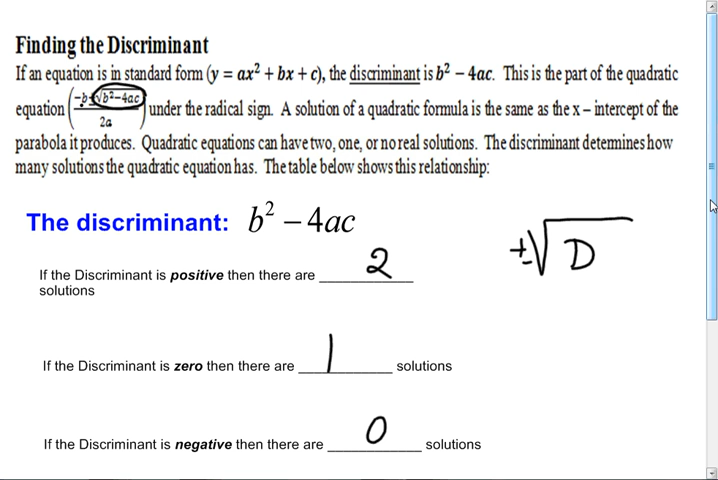 Finding the Discriminant
If an equation is in standard form (y = ax² + bx + c), the discriminant is b² − 4ac. This is the part of the quadratic
equation (−b±√b²−4ac / 2a) under the radical sign. A solution of a quadratic formula is the same as the x – intercept of the
parabola it produces. Quadratic equations can have two, one, or no real solutions. The discriminant determines how
many solutions the quadratic equation has. The table below shows this relationship:
The discriminant: b² − 4ac
±√D
If the Discriminant is positive then there are 2
solutions
If the Discriminant is zero then there are 1 solutions
If the Discriminant is negative then there are 0 solutions